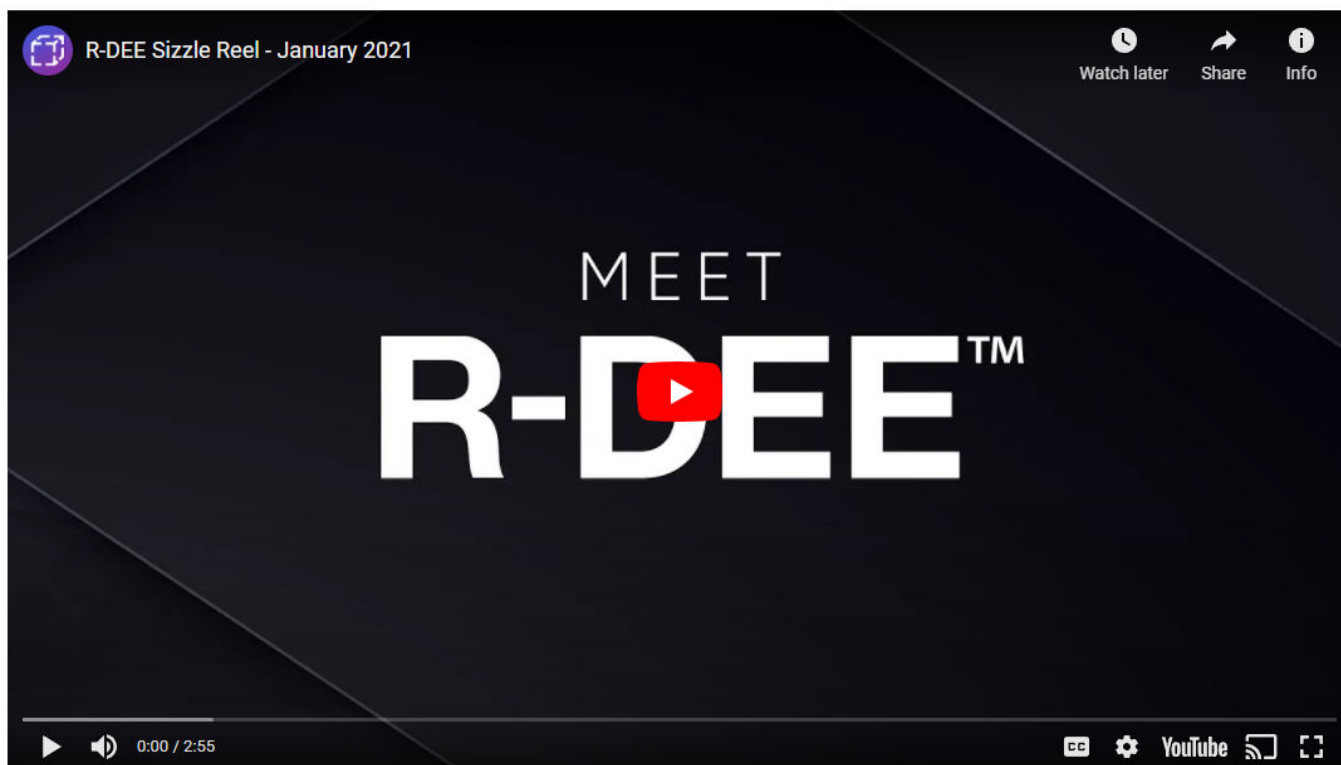 R-DEE Sizzle Reel - January 2021
Watch later
Share
Info
MEET
R-DEE™
0:00 / 2:55
CC
YouTube